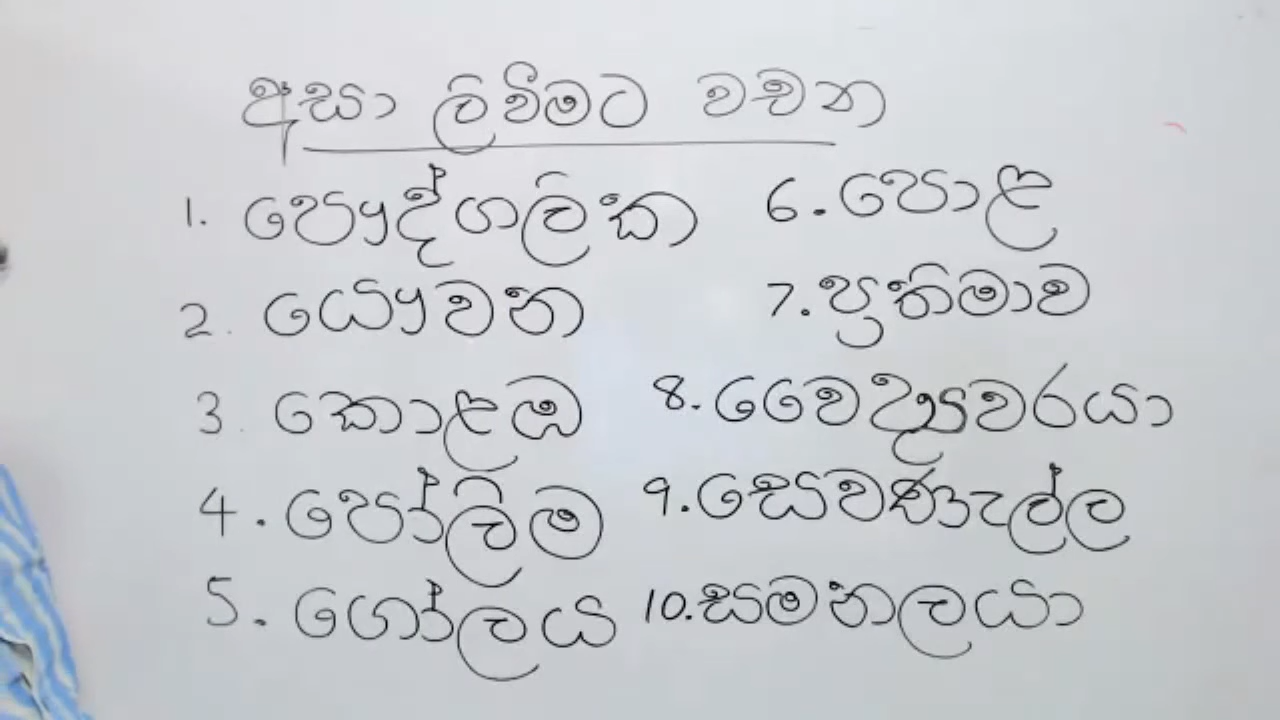 අසා ලිවීමට වචන
1. පෞද්ගලික
2. යෞවන
3. කොළඹ
4. පෝලිම
5. ගෝලය
6. පොළ
7. ප්‍රතිමාව
8. වෛද්‍යවරයා
9. සෙවණැල්ල
10. සමනලයා